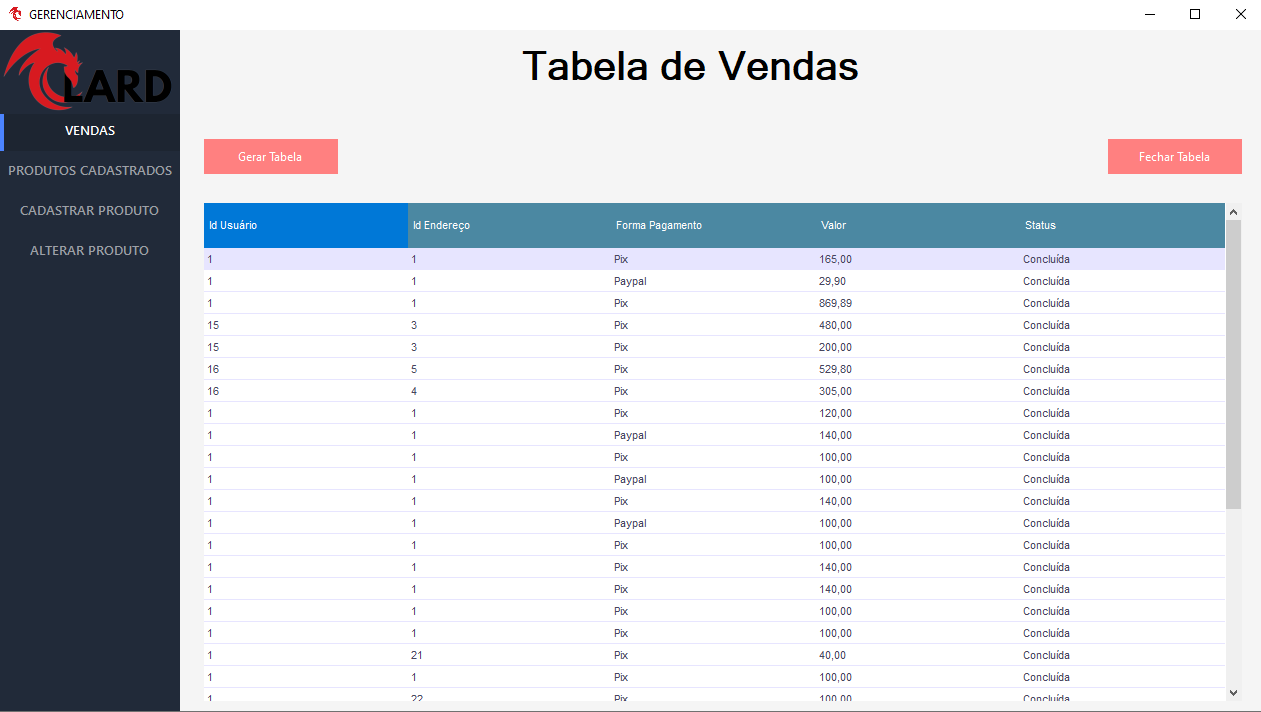 GERENCIAMENTO
LARD
VENDAS
PRODUTOS CADASTRADOS
CADASTRAR PRODUTO
ALTERAR PRODUTO
Tabela de Vendas
Gerar Tabela Fechar Tabela
Id Usuário Id Endereço Forma Pagamento Valor Status
1 1 Pix 165,00 Concluída
1 1 Paypal 29,90 Concluída
1 1 Pix 869,89 Concluída
15 3 Pix 480,00 Concluída
15 3 Pix 200,00 Concluída
16 5 Pix 529,80 Concluída
16 4 Pix 305,00 Concluída
1 1 Pix 120,00 Concluída
1 1 Paypal 140,00 Concluída
1 1 Pix 100,00 Concluída
1 1 Paypal 100,00 Concluída
1 1 Pix 140,00 Concluída
1 1 Paypal 100,00 Concluída
1 1 Pix 100,00 Concluída
1 1 Pix 140,00 Concluída
1 1 Pix 140,00 Concluída
1 1 Pix 100,00 Concluída
1 1 Pix 100,00 Concluída
1 21 Pix 40,00 Concluída
1 1 Pix 100,00 Concluída
1 22 Pix 100,00 Concluída